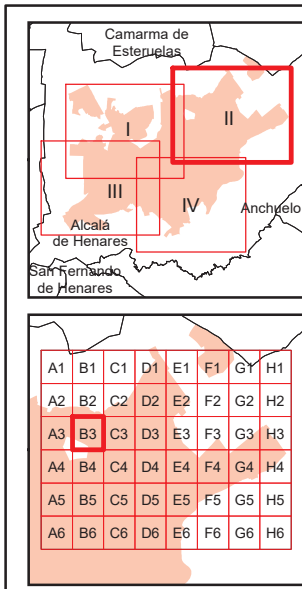 Camarma de
Esteruelas
I
II
III
IV
Anchuelo
Alcalá
de Henares
San Fernando
de Henares
A1 B1 C1 D1 E1 F1 G1 H1
A2 B2 C2 D2 E2 F2 G2 H2
A3 B3 C3 D3 E3 F3 G3 H3
A4 B4 C4 D4 E4 F4 G4 H4
A5 B5 C5 D5 E5 F5 G5 H5
A6 B6 C6 D6 E6 F6 G6 H6